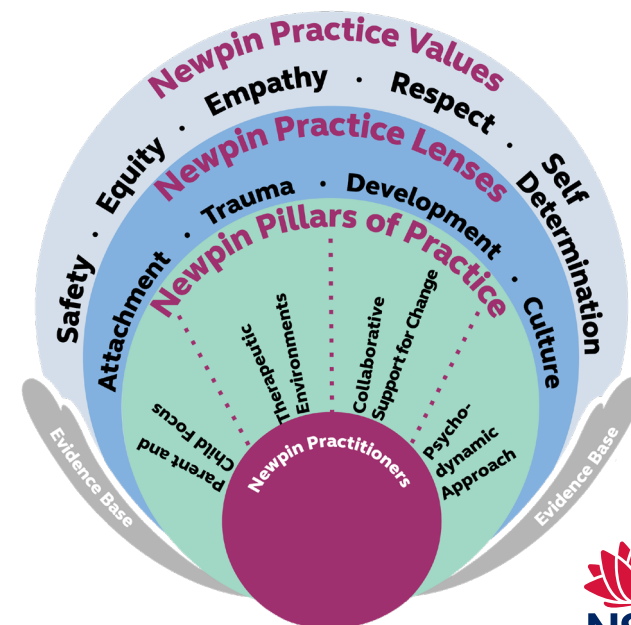 Newpin Practice Values
Safety · Equity · Empathy · Respect · Self
Determination
Newpin Practice Lenses
Attachment · Trauma · Development · Culture
Newpin Pillars of Practice
Parent and
Child Focus
Therapeutic
Environments
Collaborative
Support for Change
Psycho-
dynamic
Approach
Newpin Practitioners
Evidence Base
Evidence Base